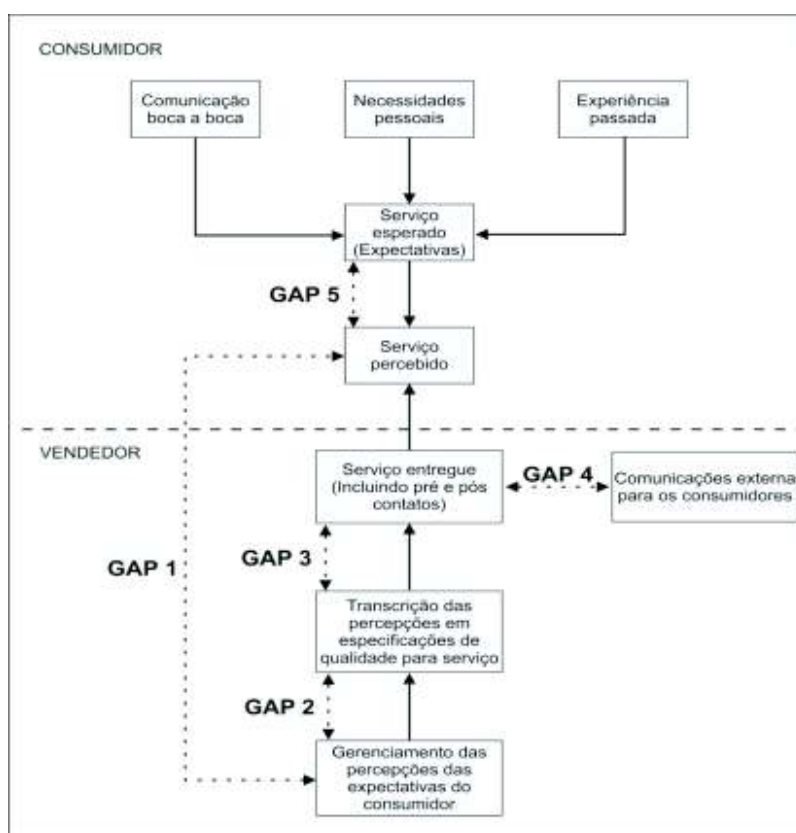 CONSUMIDOR
Comunicação
boca a boca
Necessidades
pessoais
Experiência
passada
Serviço
esperado
(Expectativas)
GAP 5
Serviço
percebido
VENDEDOR
Serviço entregue
(Incluindo pré e pós
contatos)
GAP 4
Comunicações externa
para os consumidores
GAP 3
GAP 1
Transcrição das
percepções em
especificações de
qualidade para serviço
GAP 2
Gerenciamento das
percepções das
expectativas do
consumidor